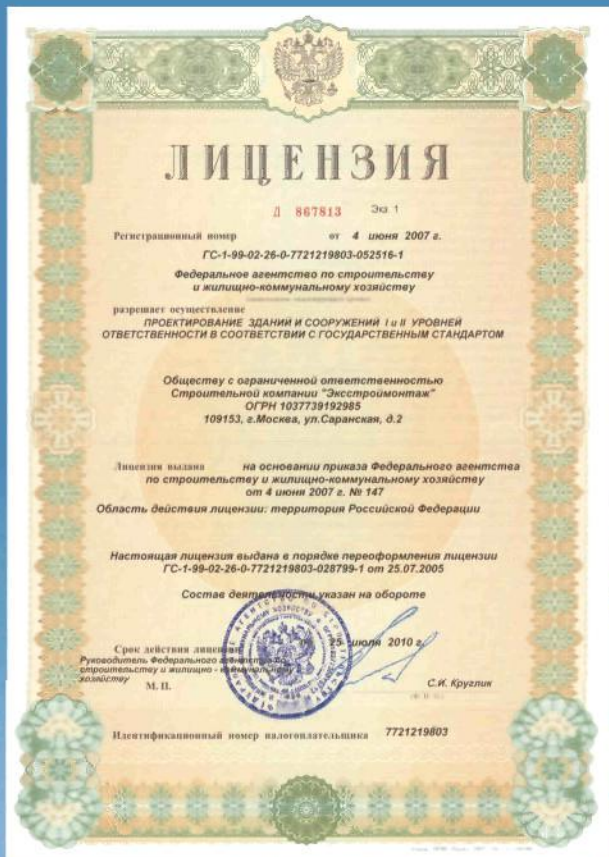 ЛИЦЕНЗИЯ
Д 867813 Экз 1
Регистрационный номер от 4 июня 2007 г.
ГС-1-99-02-26-0-7721219803-052516-1
Федеральное агентство по строительству
и жилищно-коммунальному хозяйству
разрешает осуществление
ПРОЕКТИРОВАНИЕ ЗДАНИЙ И СООРУЖЕНИЙ I и II УРОВНЕЙ
ОТВЕТСТВЕННОСТИ В СООТВЕТСТВИИ С ГОСУДАРСТВЕННЫМ СТАНДАРТОМ
Обществу с ограниченной ответственностью
Строительной компании "Эксстроймонтаж"
ОГРН 1037739192985
109153, г.Москва, ул.Саранская, д.2
Лицензия выдана на основании приказа Федерального агентства
по строительству и жилищно-коммунальному хозяйству
от 4 июня 2007 г. № 147
Область действия лицензии: территория Российской Федерации
Настоящая лицензия выдана в порядке переоформления лицензии
ГС-1-99-02-26-0-7721219803-028799-1 от 25.07.2005
Состав деятельности указан на обороте
Срок действия лицензии 25 июля 2010 г.
Руководитель Федерального агентства по
строительству и жилищно - коммунальному
хозяйству
М. П. С.И. Круглик
Идентификационный номер налогоплательщика 7721219803